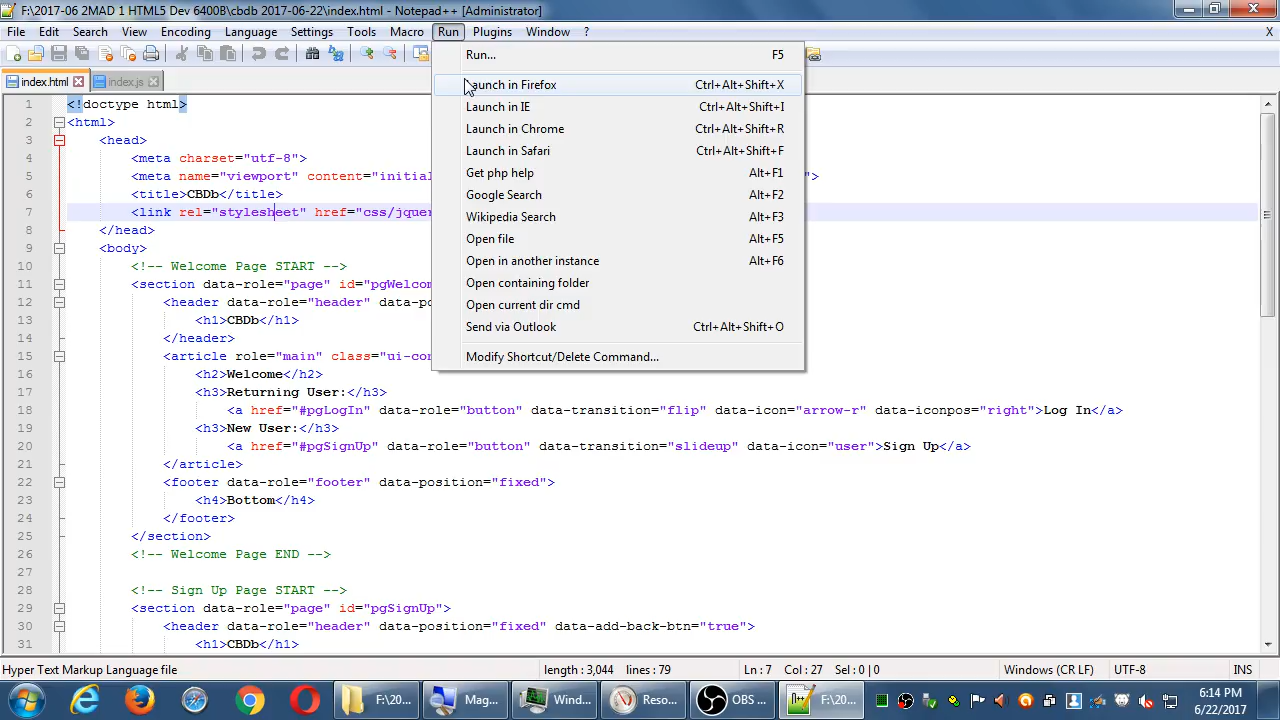 F:\2017-06 2MAD 1 HTML5 Dev 6400B\cbdb 2017-06-22\index.html - Notepad++ [Administrator]
File Edit Search View Encoding Language Settings Tools Macro Run Plugins Window ? X
index.html index.js
Run... F5
Launch in Firefox Ctrl+Alt+Shift+X
Launch in IE Ctrl+Alt+Shift+I
Launch in Chrome Ctrl+Alt+Shift+R
Launch in Safari Ctrl+Alt+Shift+F
Get php help Alt+F1
Google Search Alt+F2
Wikipedia Search Alt+F3
Open file Alt+F5
Open in another instance Alt+F6
Open containing folder
Open current dir cmd
Send via Outlook Ctrl+Alt+Shift+O
Modify Shortcut/Delete Command...
1 <!doctype html>
2 <html>
3 <head>
4 <meta charset="utf-8">
5 <meta name="viewport" content="initial ">
6 <title>CBDb</title>
7 <link rel="stylesheet" href="css/jquer
8 </head>
9 <body>
10 <!-- Welcome Page START -->
11 <section data-role="page" id="pgWelcom
12 <header data-role="header" data-po
13 <h1>CBDb</h1>
14 </header>
15 <article role="main" class="ui-con
16 <h2>Welcome</h2>
17 <h3>Returning User:</h3>
18 <a href="#pgLogIn" data-role="button" data-transition="flip" data-icon="arrow-r" data-iconpos="right">Log In</a>
19 <h3>New User:</h3>
20 <a href="#pgSignUp" data-role="button" data-transition="slideup" data-icon="user">Sign Up</a>
21 </article>
22 <footer data-role="footer" data-position="fixed">
23 <h4>Bottom</h4>
24 </footer>
25 </section>
26 <!-- Welcome Page END -->
27
28 <!-- Sign Up Page START -->
29 <section data-role="page" id="pgSignUp">
30 <header data-role="header" data-position="fixed" data-add-back-btn="true">
31 <h1>CBDb</h1>
Hyper Text Markup Language file length : 3,044 lines : 79 Ln : 7 Col : 27 Sel : 0 | 0 Windows (CR LF) UTF-8 INS
F:\20... Mag... Wind... Reso... OBS ... F:\20...
6:14 PM
6/22/2017